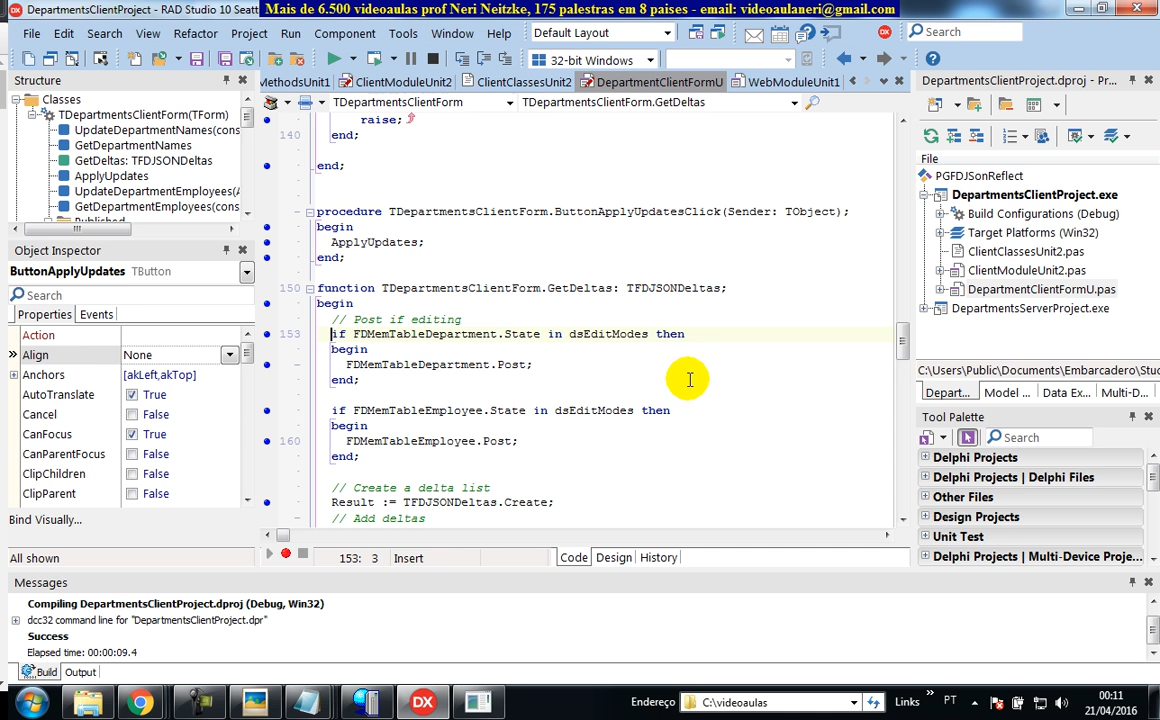 DepartmentsClientProject - RAD Studio 10 Seatt
Mais de 6.500 videoaulas prof Neri Neitzke, 175 palestras em 8 paises - email: videoaulaneri@gmail.com
File Edit Search View Refactor Project Run Component Tools Window Help
Default Layout
Search
32-bit Windows
Structure
Classes
TDepartmentsClientForm(TForm)
UpdateDepartmentNames(cons
GetDepartmentNames
GetDeltas: TFDJSONDeltas
ApplyUpdates
UpdateDepartmentEmployees(A
GetDepartmentEmployees(cons
Published
Object Inspector
ButtonApplyUpdates TButton
Search
Properties Events
Action
Align None
Anchors [akLeft,akTop]
AutoTranslate True
Cancel False
CanFocus True
CanParentFocus False
ClipChildren False
ClipParent False
Bind Visually...
All shown
MethodsUnit1 ClientModuleUnit2 ClientClassesUnit2 DepartmentClientFormU WebModuleUnit1
TDepartmentsClientForm TDepartmentsClientForm.GetDeltas
raise;
140 end;
end;
procedure TDepartmentsClientForm.ButtonApplyUpdatesClick(Sender: TObject);
begin
ApplyUpdates;
end;
150 function TDepartmentsClientForm.GetDeltas: TFDJSONDeltas;
begin
// Post if editing
153 if FDMemTableDepartment.State in dsEditModes then
begin
FDMemTableDepartment.Post;
end;
if FDMemTableEmployee.State in dsEditModes then
begin
160 FDMemTableEmployee.Post;
end;
// Create a delta list
Result := TFDJSONDeltas.Create;
// Add deltas
153: 3 Insert
Code Design History
DepartmentsClientProject.dproj - Pr...
File
PGFDJSonReflect
DepartmentsClientProject.exe
Build Configurations (Debug)
Target Platforms (Win32)
ClientClassesUnit2.pas
ClientModuleUnit2.pas
DepartmentClientFormU.pas
DepartmentsServerProject.exe
C:\Users\Public\Documents\Embarcadero\Stuc
Depart... Model ... Data Ex... Multi-D...
Tool Palette
Search
Delphi Projects
Delphi Projects | Delphi Files
Other Files
Design Projects
Unit Test
Delphi Projects | Multi-Device Proje...
Messages
Compiling DepartmentsClientProject.dproj (Debug, Win32)
dcc32 command line for "DepartmentsClientProject.dpr"
Success
Elapsed time: 00:00:09.4
Build Output
DX
Endereço C:\videoaulas
Links
PT
00:11
21/04/2016